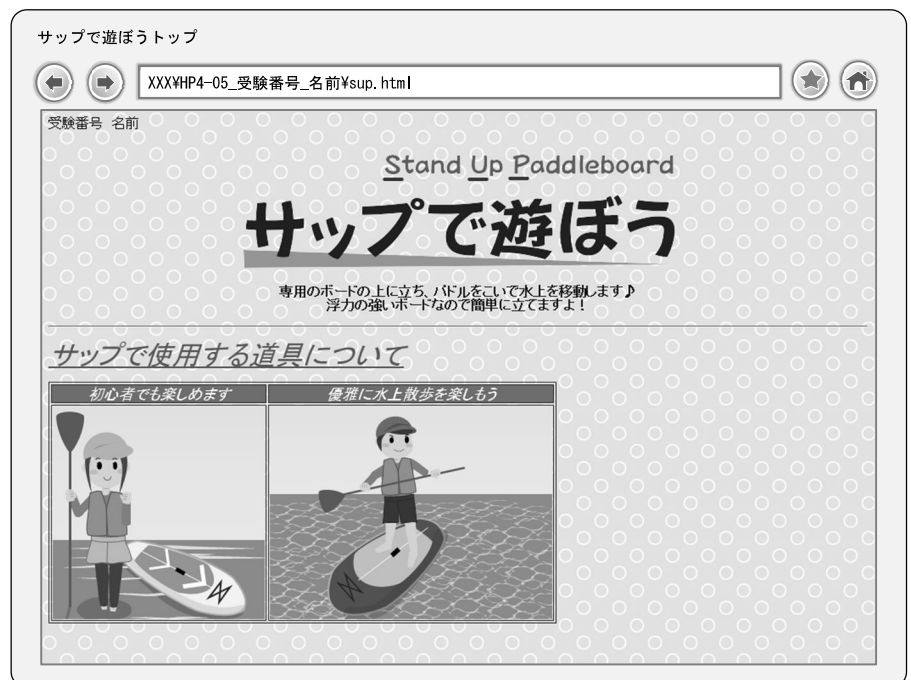 サップで遊ぼうトップ
XXX¥HP4-05_受験番号_名前¥sup.html
受験番号 名前
Stand Up Paddleboard
サップで遊ぼう
専用のボードの上に立ち、パドルをこいで水上を移動します♪
浮力の強いボードなので簡単に立てますよ!
サップで使用する道具について
初心者でも楽しめます
優雅に水上散歩を楽しもう